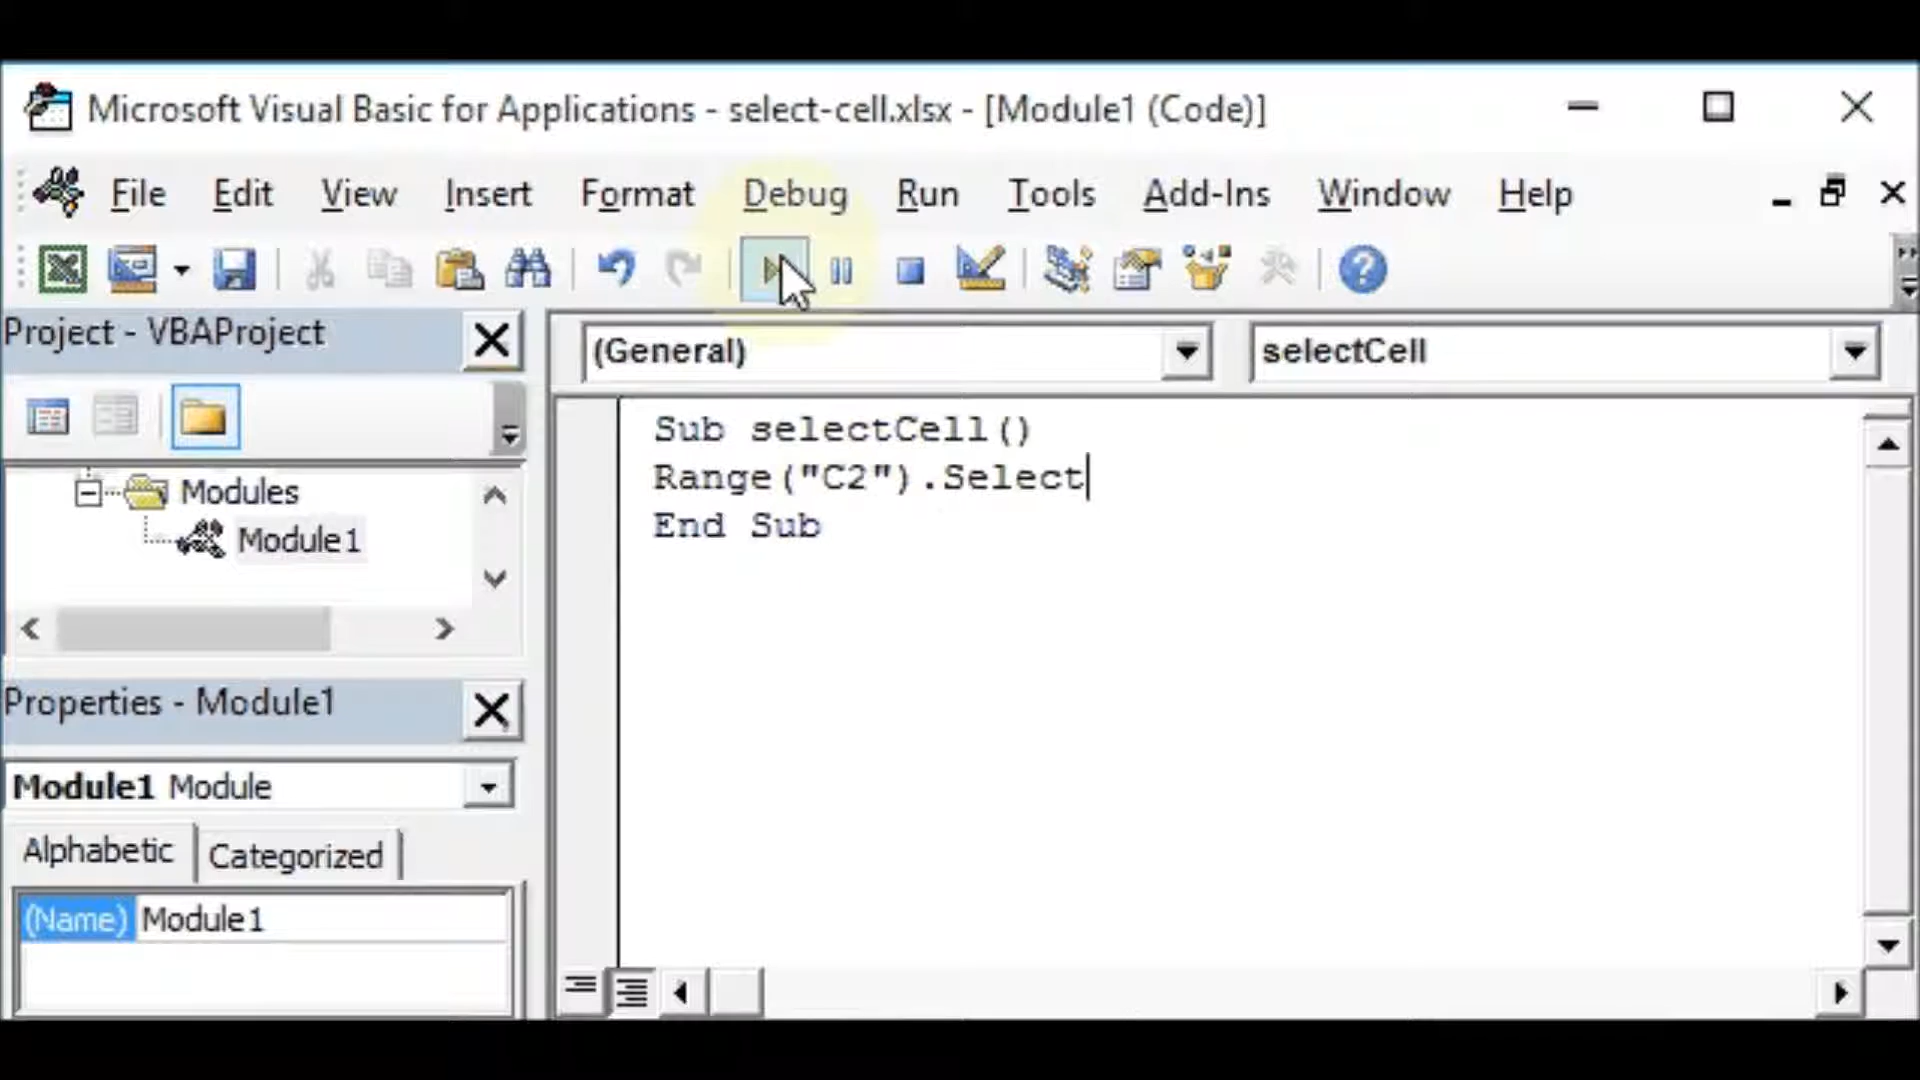 Microsoft Visual Basic for Applications - select-cell.xlsx - [Module1 (Code)]
File Edit View Insert Format Debug Run Tools Add-Ins Window Help
Project - VBAProject
(General) selectCell
Sub selectCell()
Range("C2").Select
End Sub
Modules
Module1
Properties - Module1
Module1 Module
Alphabetic Categorized
(Name) Module1